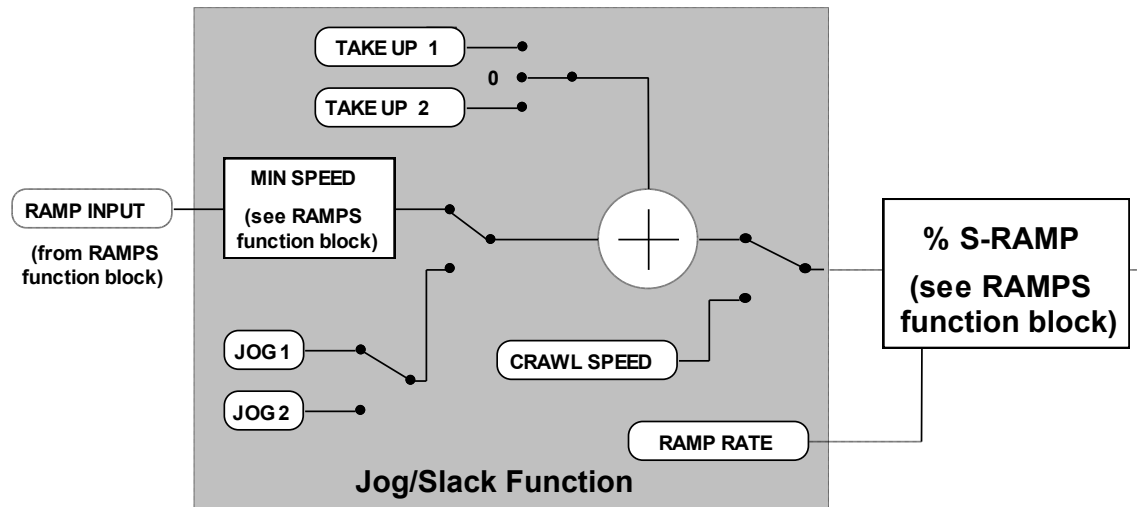 TAKE UP 1
0
TAKE UP 2
MIN SPEED
(see RAMPS
function block)
RAMP INPUT
(from RAMPS
function block)
% S-RAMP
(see RAMPS
function block)
JOG 1
CRAWL SPEED
JOG 2
RAMP RATE
Jog/Slack Function